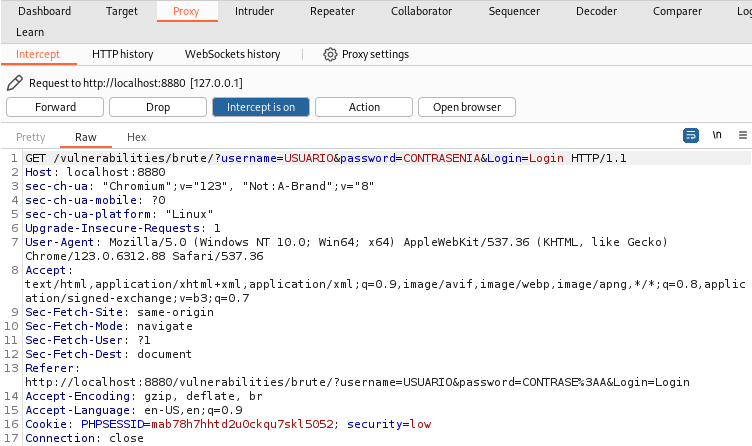 Dashboard Target Proxy Intruder Repeater Collaborator Sequencer Decoder Comparer
Learn
Intercept HTTP history WebSockets history Proxy settings
Request to http://localhost:8880 [127.0.0.1]
Forward Drop Intercept is on Action Open browser
Pretty Raw Hex \n
1 GET /vulnerabilities/brute/?username=USUARIO&password=CONTRASENIA&Login=Login HTTP/1.1
2 Host: localhost:8880
3 sec-ch-ua: "Chromium";v="123", "Not:A-Brand";v="8"
4 sec-ch-ua-mobile: ?0
5 sec-ch-ua-platform: "Linux"
6 Upgrade-Insecure-Requests: 1
7 User-Agent: Mozilla/5.0 (Windows NT 10.0; Win64; x64) AppleWebKit/537.36 (KHTML, like Gecko)
Chrome/123.0.6312.88 Safari/537.36
8 Accept:
text/html,application/xhtml+xml,application/xml;q=0.9,image/avif,image/webp,image/apng,*/*;q=0.8,applic
ation/signed-exchange;v=b3;q=0.7
9 Sec-Fetch-Site: same-origin
10 Sec-Fetch-Mode: navigate
11 Sec-Fetch-User: ?1
12 Sec-Fetch-Dest: document
13 Referer:
http://localhost:8880/vulnerabilities/brute/?username=USUARIO&password=CONTRASE%3AA&Login=Login
14 Accept-Encoding: gzip, deflate, br
15 Accept-Language: en-US,en;q=0.9
16 Cookie: PHPSESSID=mab78h7hhtd2u0ckqu7skl5052; security=low
17 Connection: close